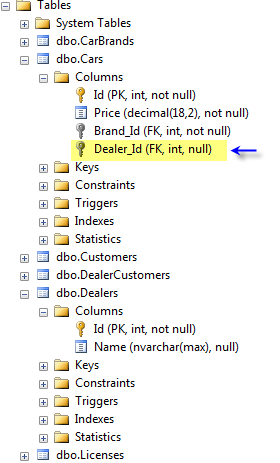 Tables
System Tables
dbo.CarBrands
dbo.Cars
Columns
Id (PK, int, not null)
Price (decimal(18,2), not null)
Brand_Id (FK, int, not null)
Dealer_Id (FK, int, null)
Keys
Constraints
Triggers
Indexes
Statistics
dbo.Customers
dbo.DealerCustomers
dbo.Dealers
Columns
Id (PK, int, not null)
Name (nvarchar(max), null)
Keys
Constraints
Triggers
Indexes
Statistics
dbo.Licenses